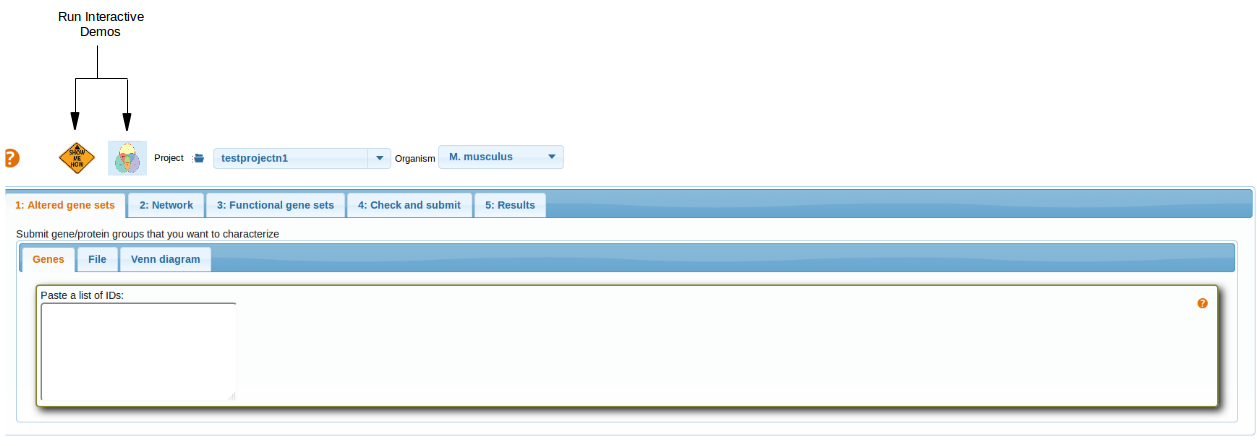 Run Interactive
Demos
?
SHOW
ME
HOW
Project
testprojectn1
Organism
M. musculus
1: Altered gene sets
2: Network
3: Functional gene sets
4: Check and submit
5: Results
Submit gene/protein groups that you want to characterize
Genes
File
Venn diagram
Paste a list of IDs:
?